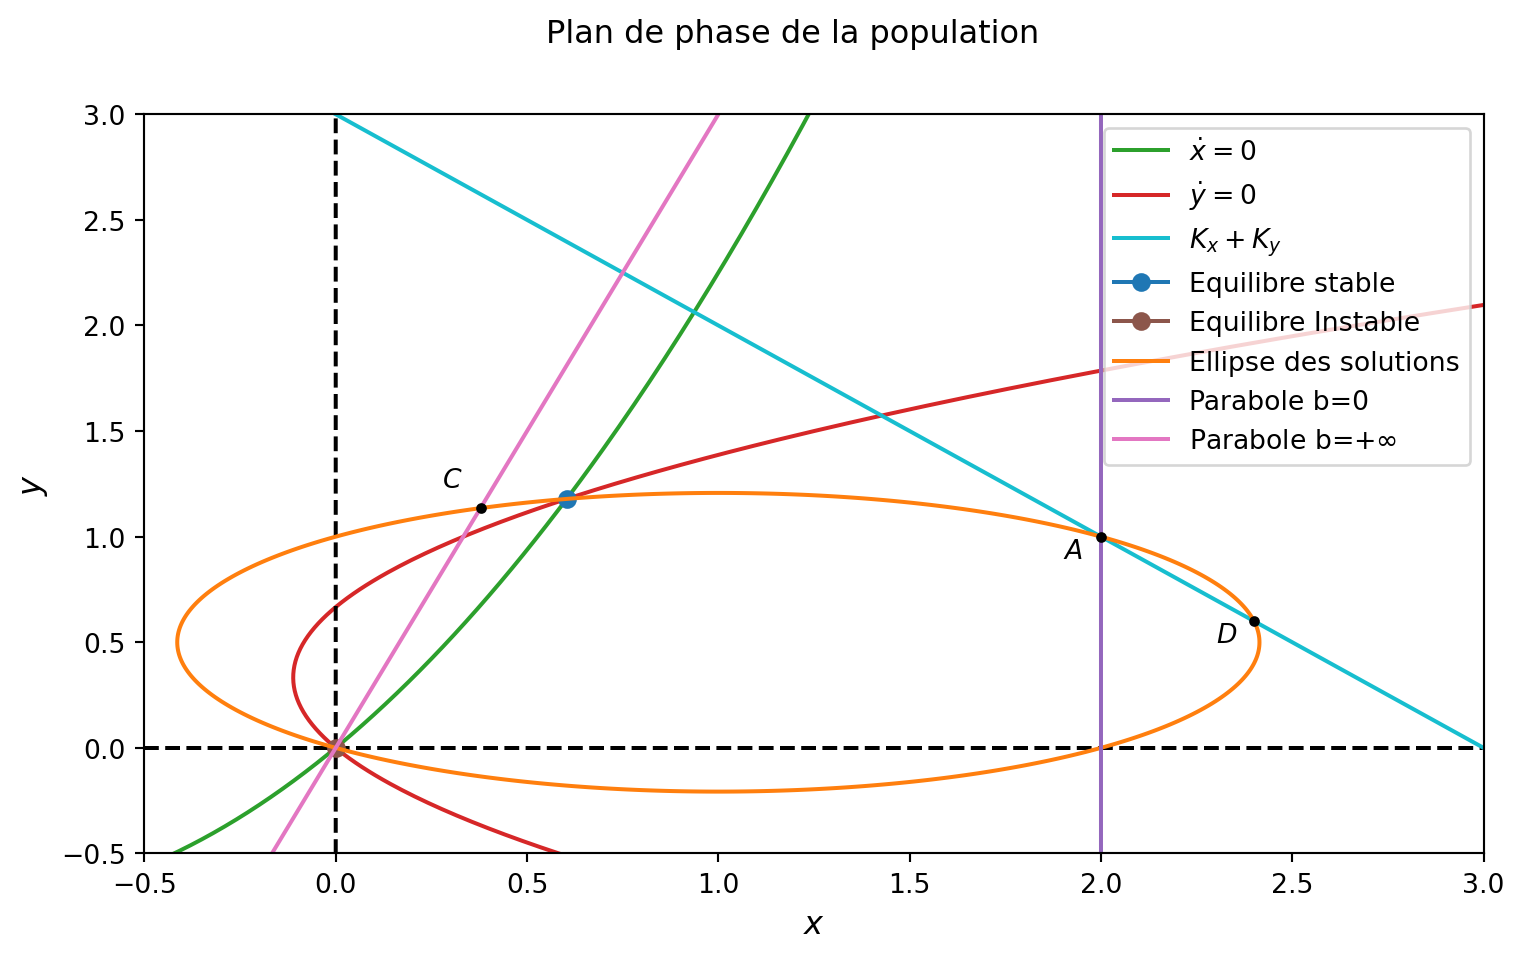 Plan de phase de la population
3.0
2.5
2.0
1.5
1.0
0.5
0.0
−0.5
y
−0.5
0.0
0.5
1.0
1.5
2.0
2.5
3.0
x
ẋ = 0
ẏ = 0
Kₓ + Kᵧ
Equilibre stable
Equilibre Instable
Ellipse des solutions
Parabole b=0
Parabole b=+∞
C
A
D